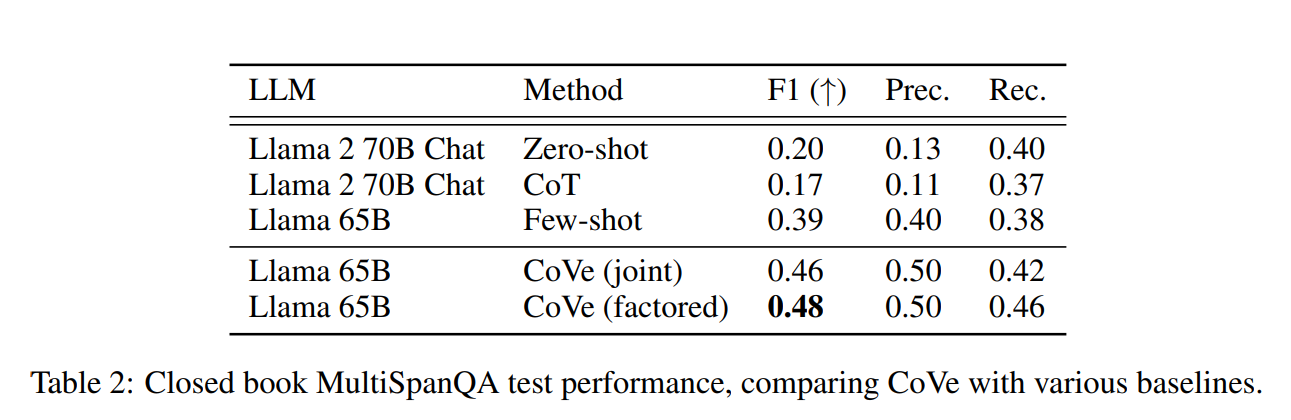 LLM Method F1 (↑) Prec. Rec.
Llama 2 70B Chat Zero-shot 0.20 0.13 0.40
Llama 2 70B Chat CoT 0.17 0.11 0.37
Llama 65B Few-shot 0.39 0.40 0.38
Llama 65B CoVe (joint) 0.46 0.50 0.42
Llama 65B CoVe (factored) 0.48 0.50 0.46
Table 2: Closed book MultiSpanQA test performance, comparing CoVe with various baselines.